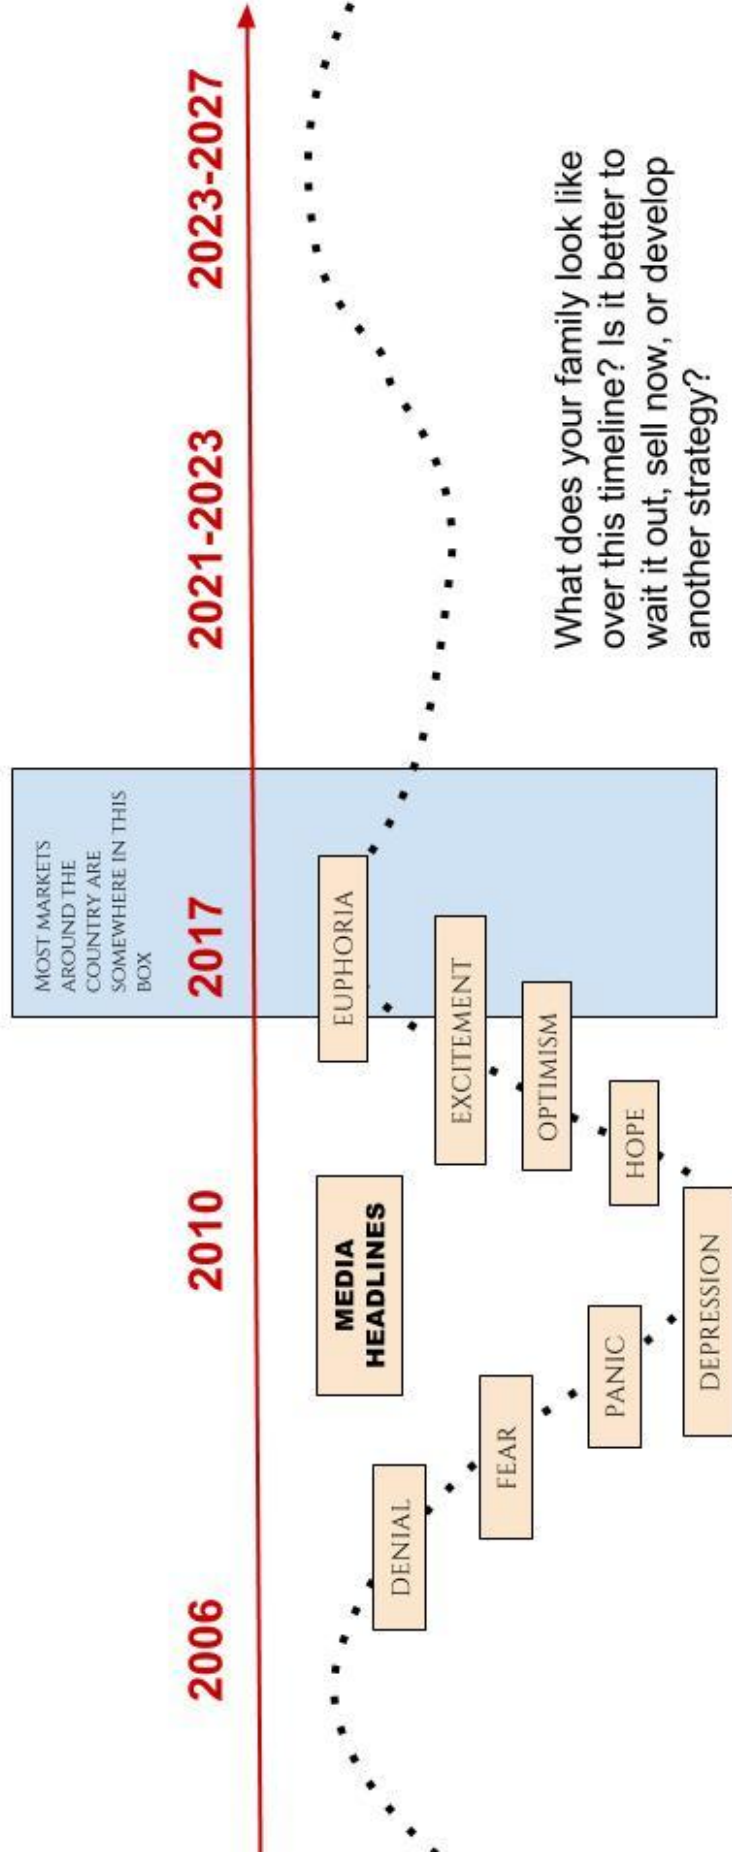 MOST MARKETS
AROUND THE
COUNTRY ARE
SOMEWHERE IN THIS
BOX
2006
2010
2017
2021-2023
2023-2027
DENIAL
FEAR
PANIC
DEPRESSION
MEDIA
HEADLINES
HOPE
OPTIMISM
EXCITEMENT
EUPHORIA
What does your family look like
over this timeline? Is it better to
wait it out, sell now, or develop
another strategy?